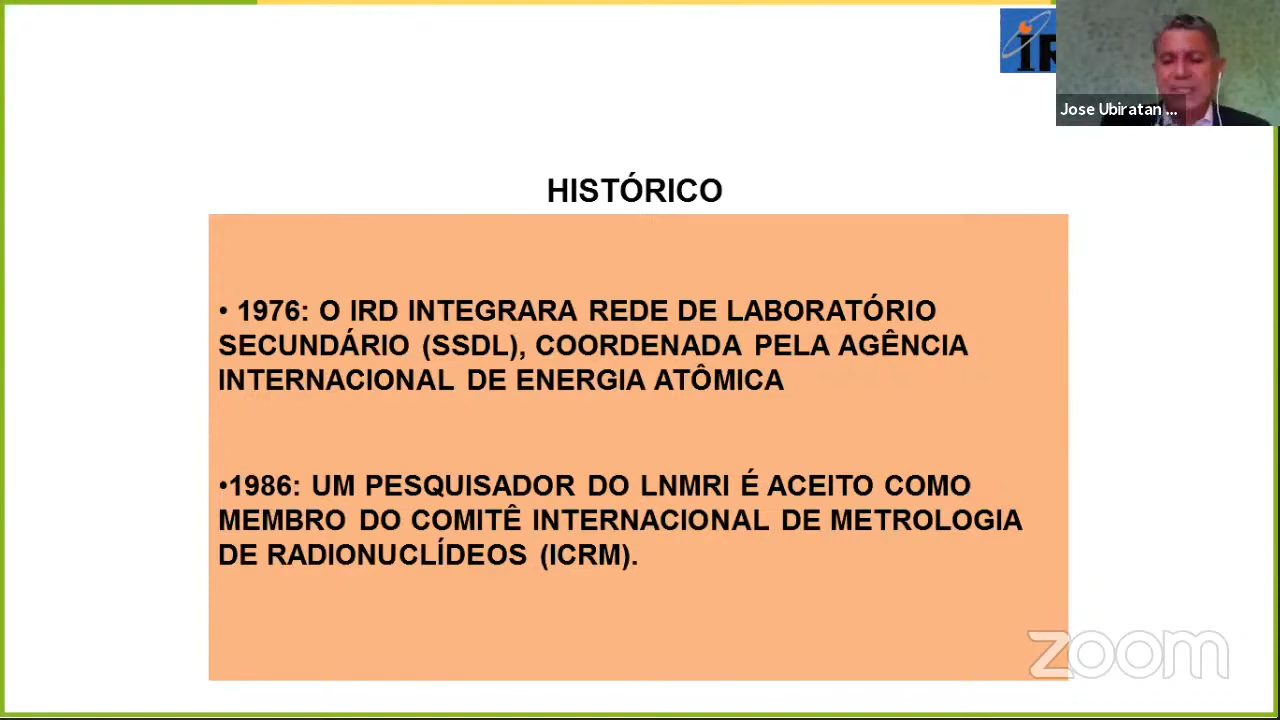 IR
Jose Ubiratan ...
HISTÓRICO
• 1976: O IRD INTEGRARA REDE DE LABORATÓRIO
SECUNDÁRIO (SSDL), COORDENADA PELA AGÊNCIA
INTERNACIONAL DE ENERGIA ATÔMICA
•1986: UM PESQUISADOR DO LNMRI É ACEITO COMO
MEMBRO DO COMITÊ INTERNACIONAL DE METROLOGIA
DE RADIONUCLÍDEOS (ICRM).
zoom